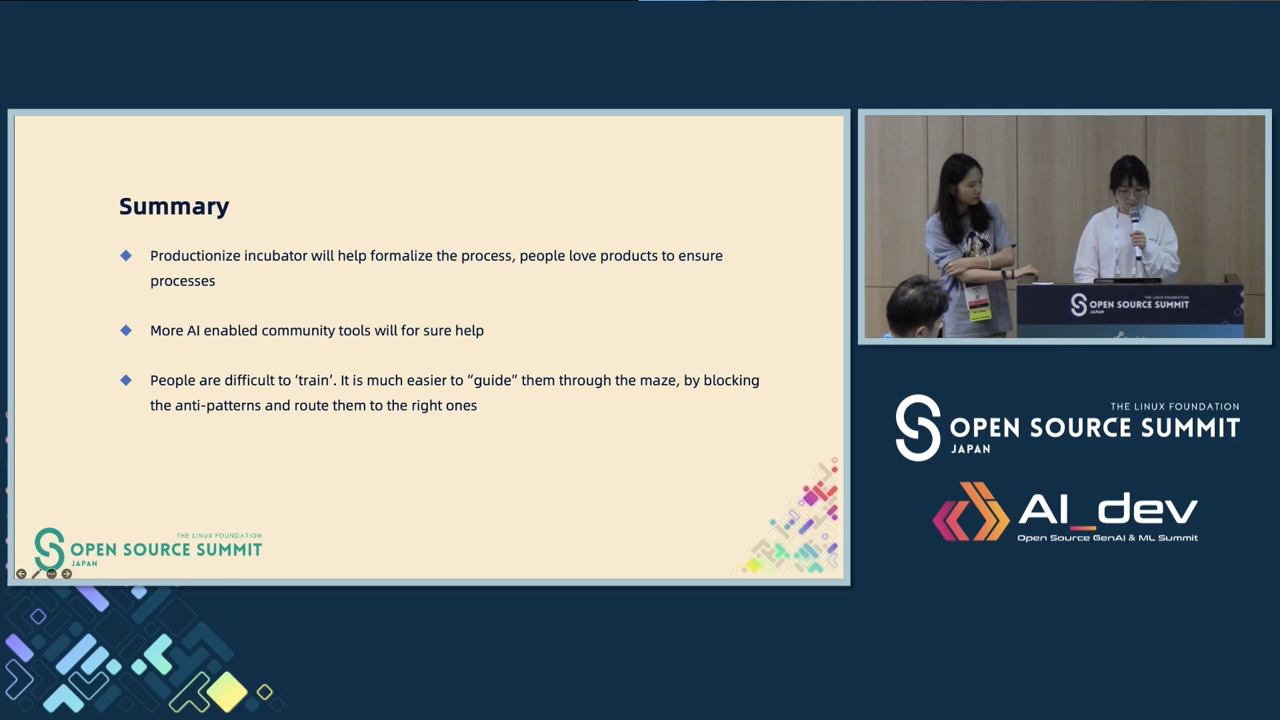 Summary
Productionize incubator will help formalize the process, people love products to ensure
processes
More AI enabled community tools will for sure help
People are difficult to ‘train’. It is much easier to “guide” them through the maze, by blocking
the anti-patterns and route them to the right ones
THE LINUX FOUNDATION
OPEN SOURCE SUMMIT
JAPAN
THE LINUX FOUNDATION
OPEN SOURCE SUMMIT
JAPAN
THE LINUX FOUNDATION
OPEN SOURCE SUMMIT
JAPAN
AI_dev
Open Source GenAI & ML Summit